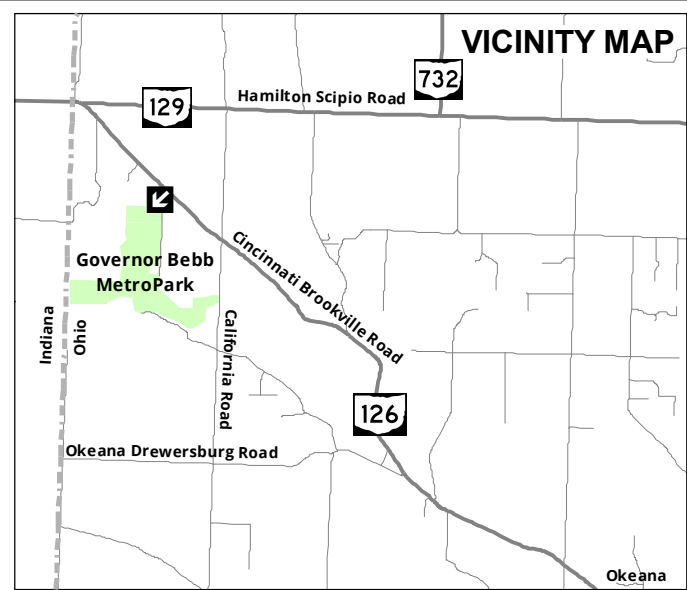 VICINITY MAP
732
129
Hamilton Scipio Road
Governor Bebb
MetroPark
Cincinnati Brookville Road
Indiana
Ohio
California Road
126
Okeana Drewersburg Road
Okeana